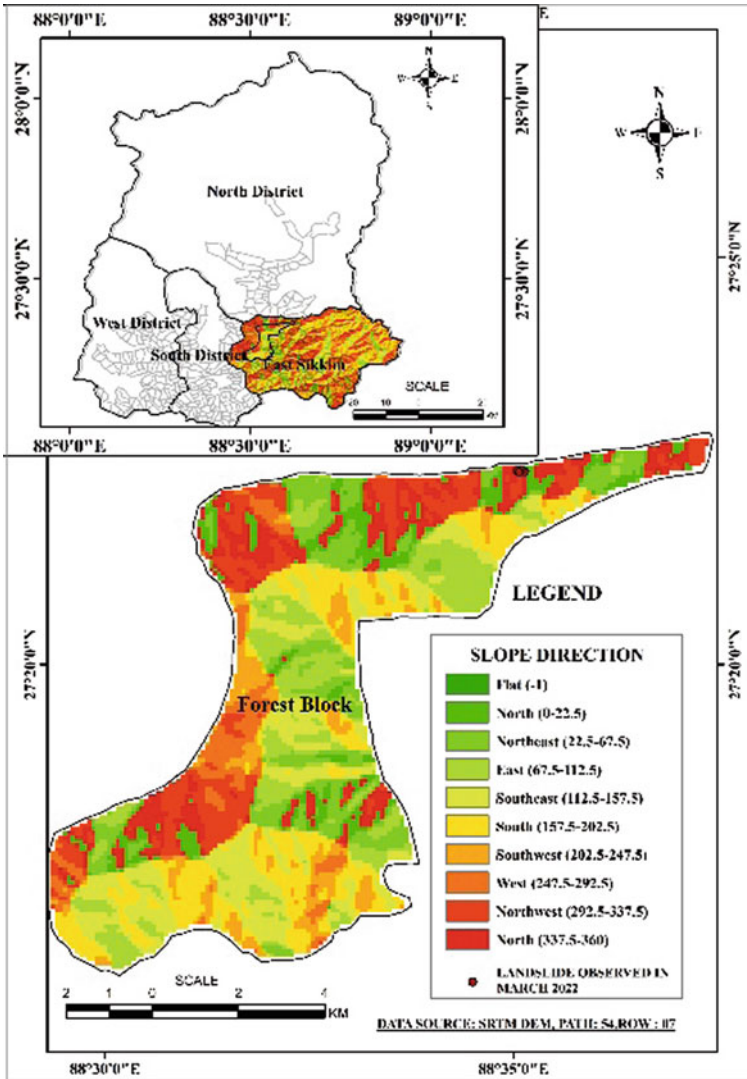 88°0'0"E 88°30'0"E 89°0'0"E
E
N
W E
S
28°0'0"N
28°0'0"N
27°30'0"N
27°30'0"N
North District
West District
South District
East Sikkim
SCALE
20 10 0
88°0'0"E 88°30'0"E 89°0'0"E
N
W E
S
27°25'0"N
27°20'0"N
27°20'0"N
Forest Block
LEGEND
SLOPE DIRECTION
Flat (-1)
North (0-22.5)
Northeast (22.5-67.5)
East (67.5-112.5)
Southeast (112.5-157.5)
South (157.5-202.5)
Southwest (202.5-247.5)
West (247.5-292.5)
Northwest (292.5-337.5)
North (337.5-360)
LANDSLIDE OBSERVED IN
MARCH 2022
SCALE
2 1 0 2 4
KM
DATA SOURCE: SRTM DEM, PATH: 54,ROW : 07
88°30'0"E 88°35'0"E